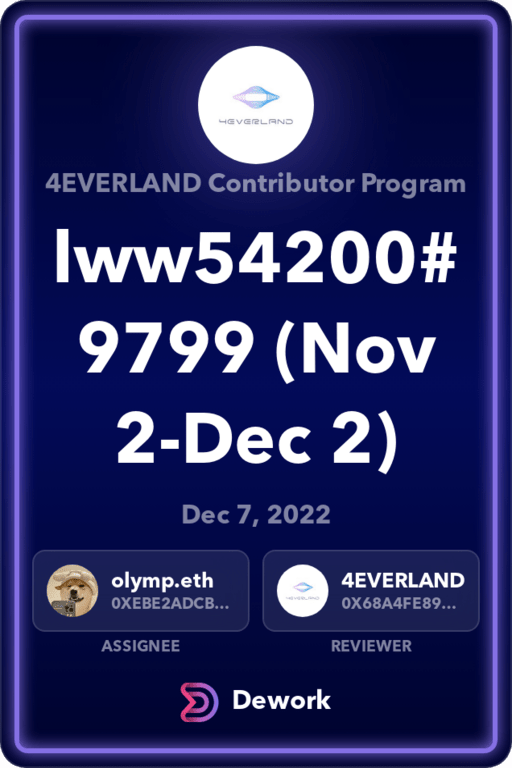 4EVERLAND
4EVERLAND Contributor Program
lww54200#
9799 (Nov
2-Dec 2)
Dec 7, 2022
olymp.eth
0XEBE2ADCB...
4EVERLAND
4EVERLAND
0X68A4FE89...
ASSIGNEE
REVIEWER
Dework